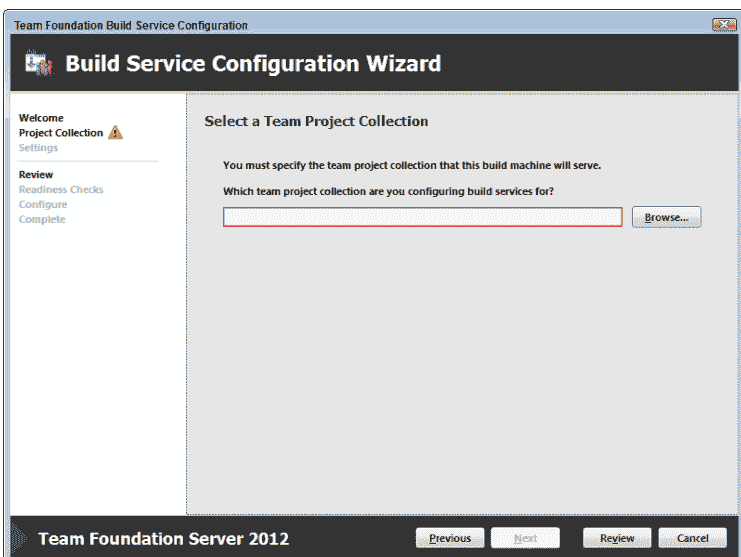 Team Foundation Build Service Configuration
Build Service Configuration Wizard
Welcome
Project Collection
Settings
Review
Readiness Checks
Configure
Complete
Select a Team Project Collection
You must specify the team project collection that this build machine will serve.
Which team project collection are you configuring build services for?
Browse...
Team Foundation Server 2012
Previous
Next
Review
Cancel